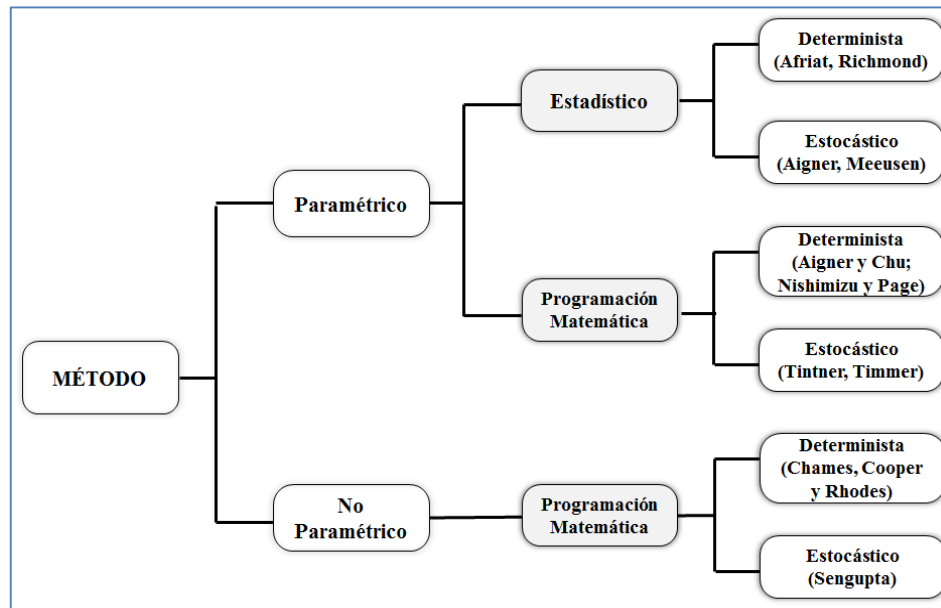 MÉTODO
Paramétrico
Estadístico
Determinista
(Afriat, Richmond)
Estocástico
(Aigner, Meeusen)
Programación
Matemática
Determinista
(Aigner y Chu;
Nishimizu y Page)
Estocástico
(Tintner, Timmer)
No
Paramétrico
Programación
Matemática
Determinista
(Chames, Cooper
y Rhodes)
Estocástico
(Sengupta)